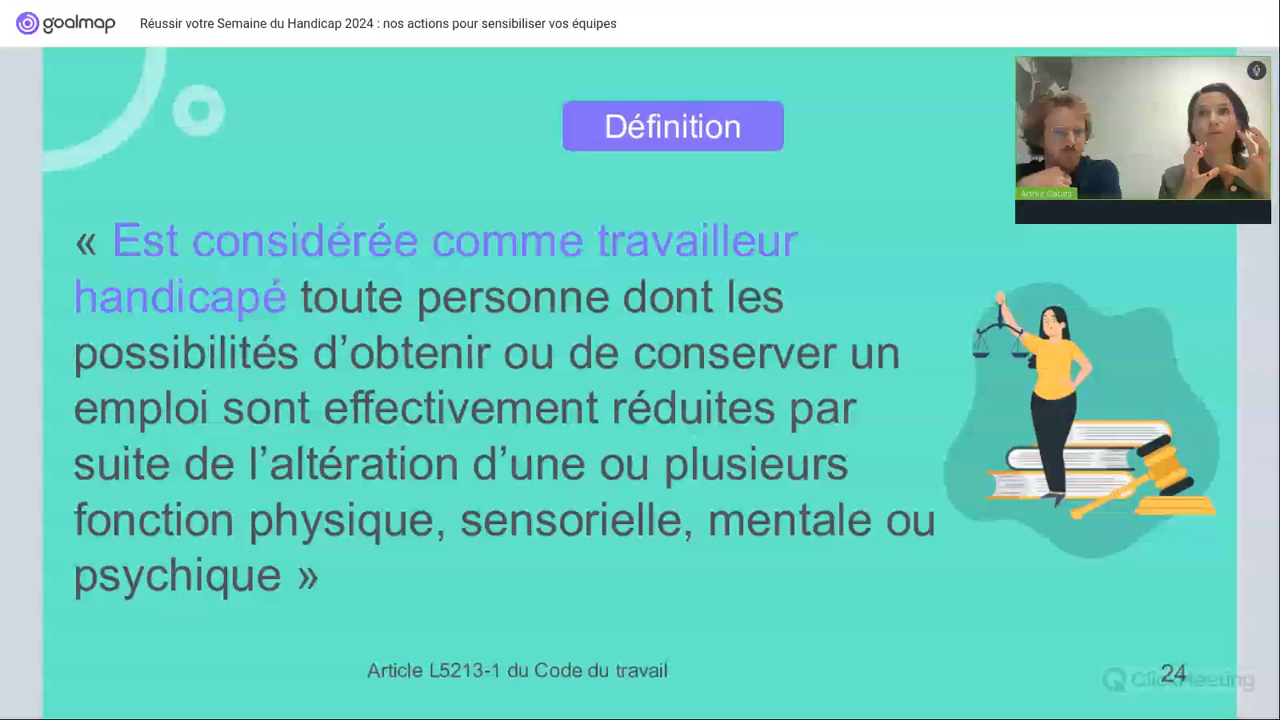 goalmap
Réussir votre Semaine du Handicap 2024 : nos actions pour sensibiliser vos équipes
Définition
« Est considérée comme travailleur
handicapé toute personne dont les
possibilités d’obtenir ou de conserver un
emploi sont effectivement réduites par
suite de l’altération d’une ou plusieurs
fonction physique, sensorielle, mentale ou
psychique »
Article L5213-1 du Code du travail
24
ClickMeeting